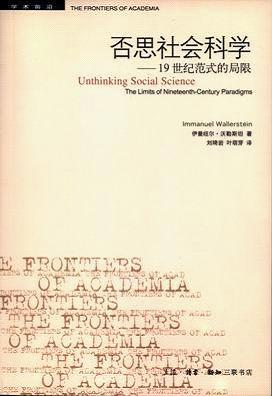 学术前沿 THE FRONTIERS OF ACADEMIA
否思社会科学
——19世纪范式的局限
Unthinking Social Science
The Limits of Nineteenth-Century Paradigms
Immanuel Wallerstein
伊曼纽尔·沃勒斯坦 著
刘琦岩 叶萌芽 译
THE FRONTIERS
OF ACADEMIA
THE FRONTIERS
OF ACADEMIA
THE FRONTIERS
OF ACADEMIA
生活·读书·新知三联书店